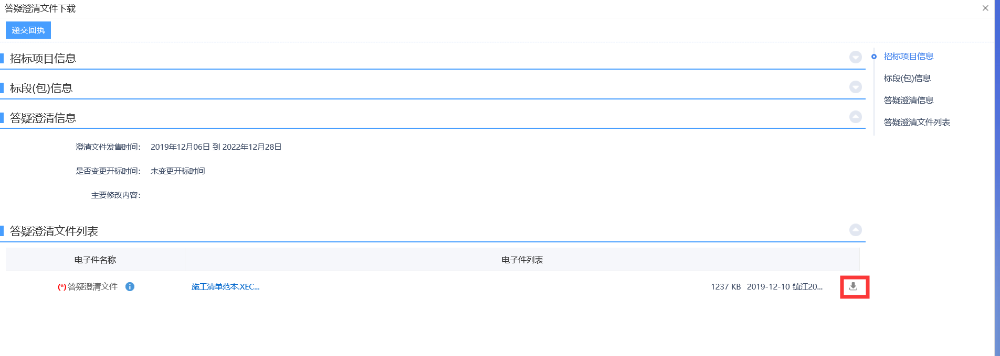 答疑澄清文件下载
递交回执
招标项目信息
标段(包)信息
答疑澄清信息
澄清文件发售时间： 2019年12月06日 到 2022年12月28日
是否变更开标时间： 未变更开标时间
主要修改内容：
答疑澄清文件列表
电子件名称 电子件列表
(*)答疑澄清文件 施工清单范本.XEC... 1237 KB 2019-12-10 镇江20...
招标项目信息
标段(包)信息
答疑澄清信息
答疑澄清文件列表